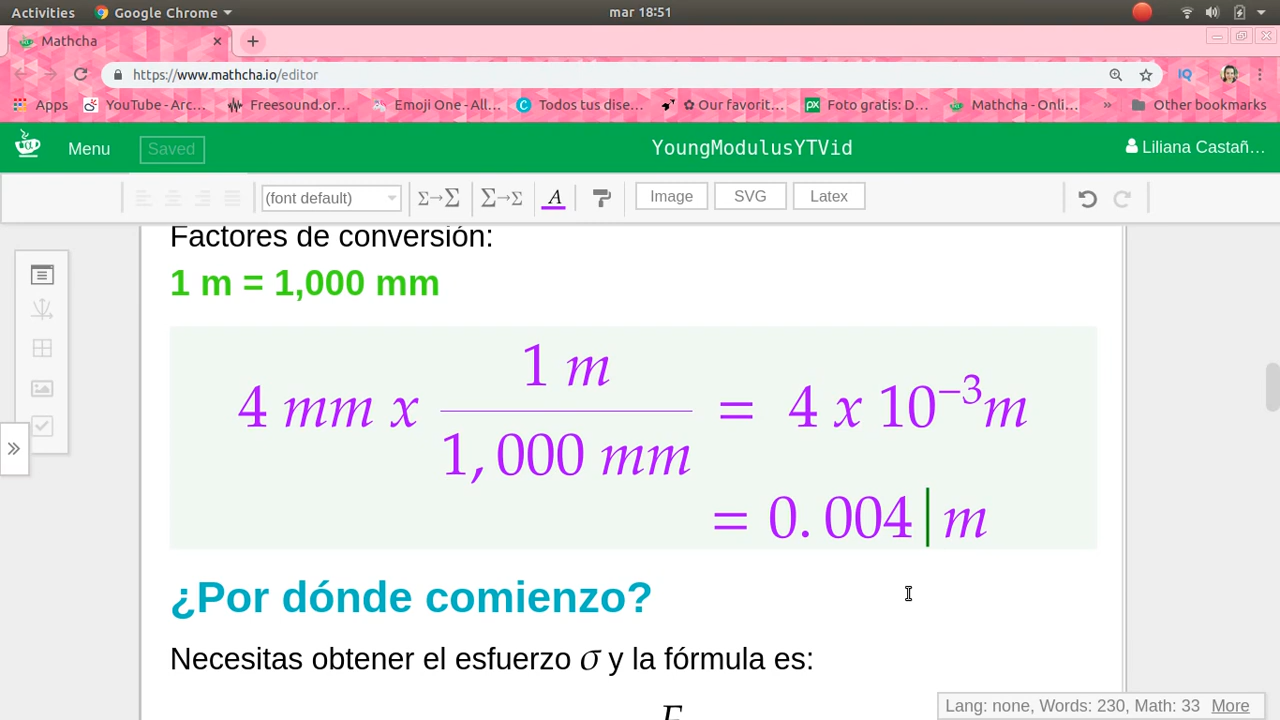 Activities Google Chrome mar 18:51
Mathcha
https://www.mathcha.io/editor
Apps YouTube - Arc... Freesound.or... Emoji One - All... Todos tus dise... ✿ Our favorit... Foto gratis: D... Mathcha - Onli... » Other bookmarks
Menu Saved YoungModulusYTVid Liliana Castañ...
(font default) Σ→Σ Σ→Σ A Image SVG Latex
Factores de conversión:
1 m = 1,000 mm
1 m
4 mm x = 4 x 10⁻³m
1, 000 mm
= 0. 004 m
¿Por dónde comienzo?
Necesitas obtener el esfuerzo σ y la fórmula es:
F
Lang: none, Words: 230, Math: 33 More